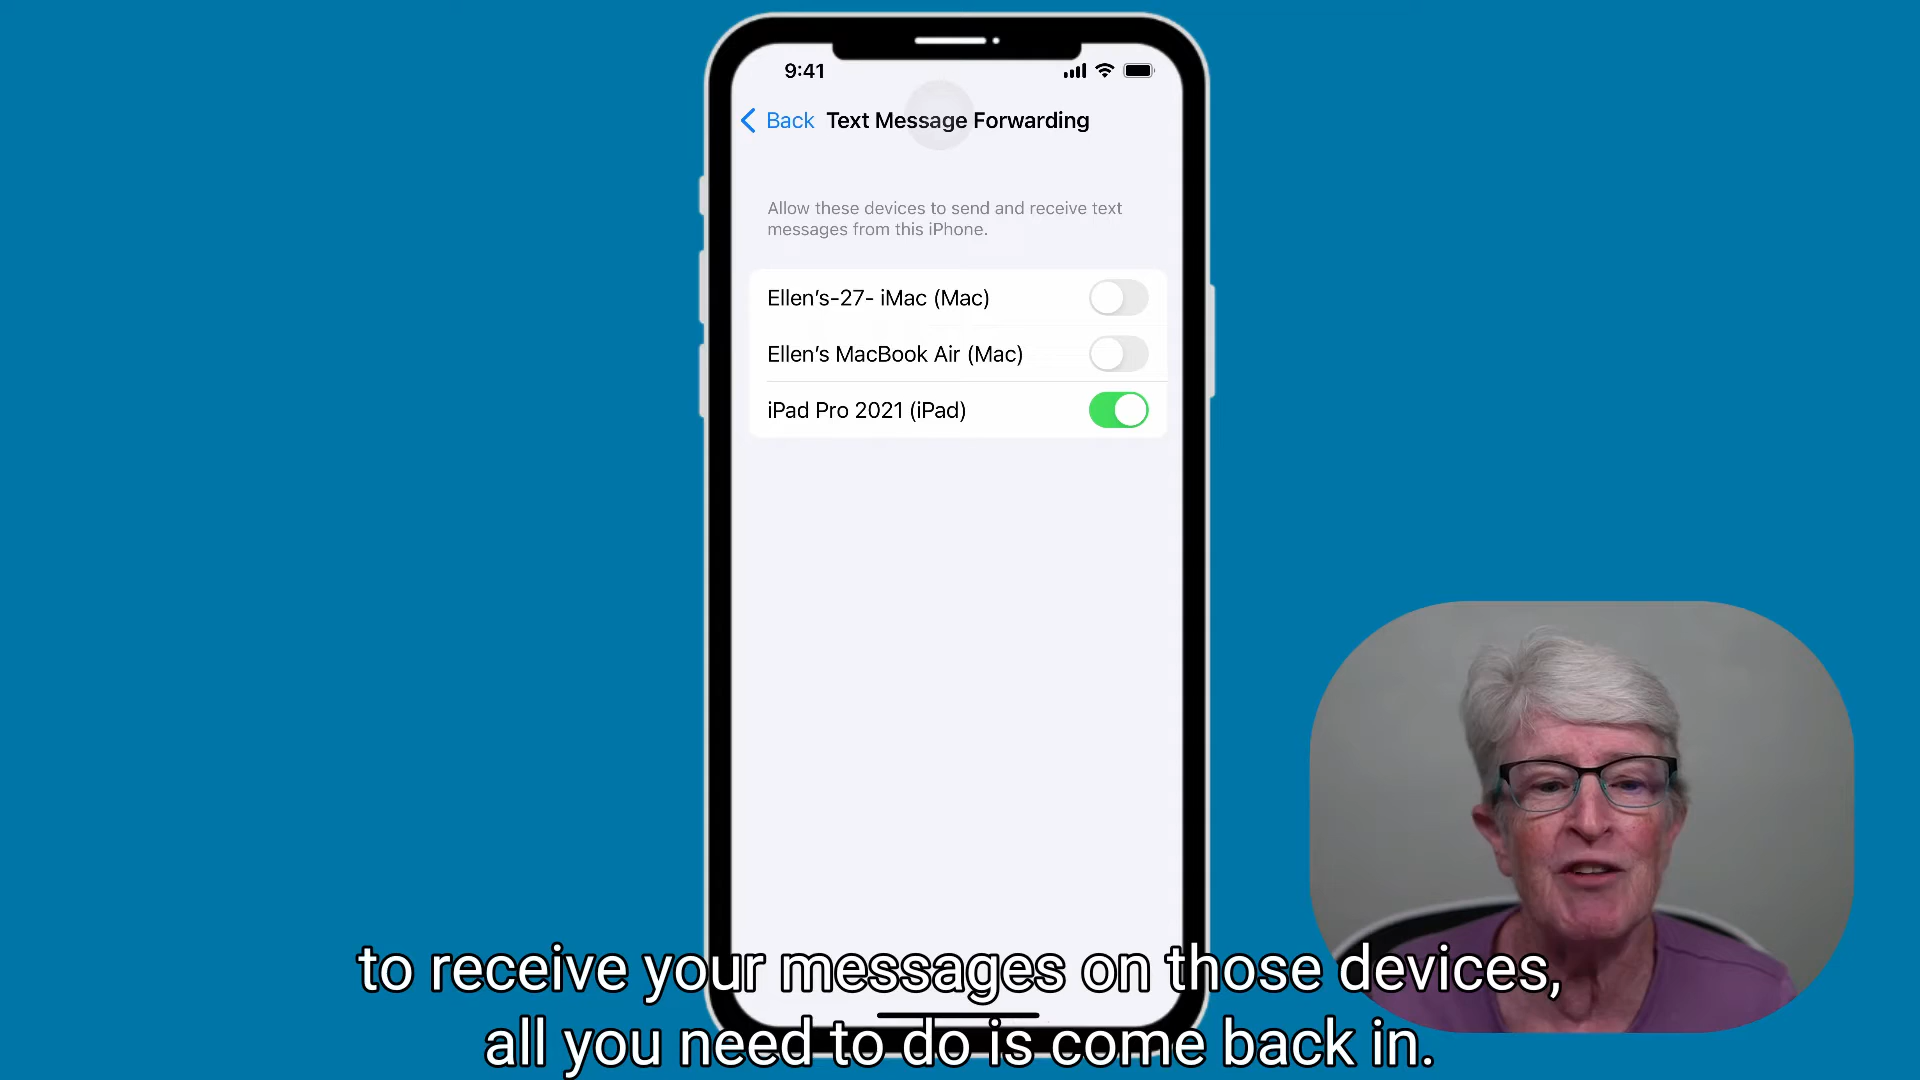 9:41
Back Text Message Forwarding
Allow these devices to send and receive text
messages from this iPhone.
Ellen’s-27- iMac (Mac)
Ellen’s MacBook Air (Mac)
iPad Pro 2021 (iPad)
to receive your messages on those devices,
all you need to do is come back in.